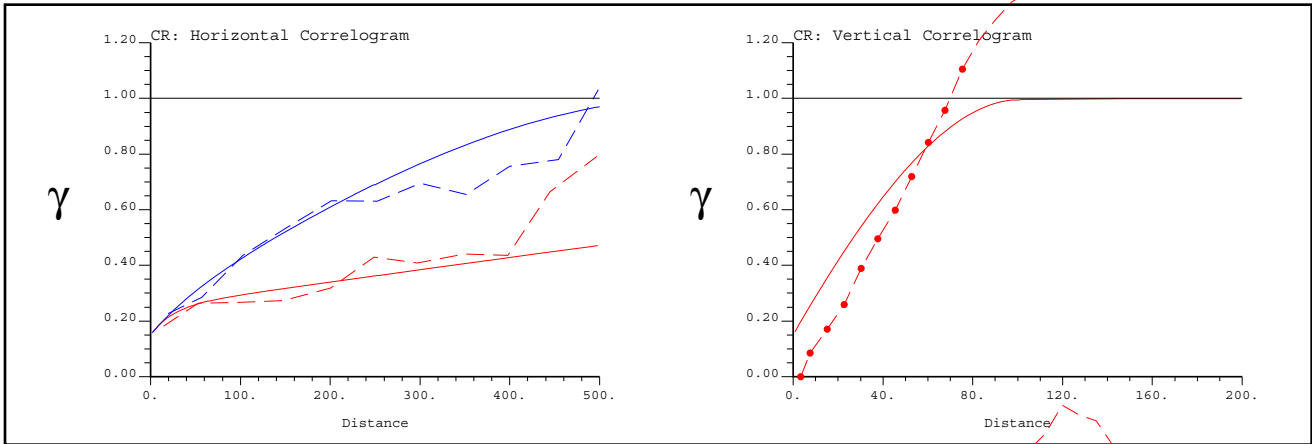 CR: Horizontal Correlogram
1.20
1.00
0.80
0.60
0.40
0.20
0.00
γ
0. 100. 200. 300. 400. 500.
Distance
CR: Vertical Correlogram
1.20
1.00
0.80
0.60
0.40
0.20
0.00
γ
0. 40. 80. 120. 160. 200.
Distance